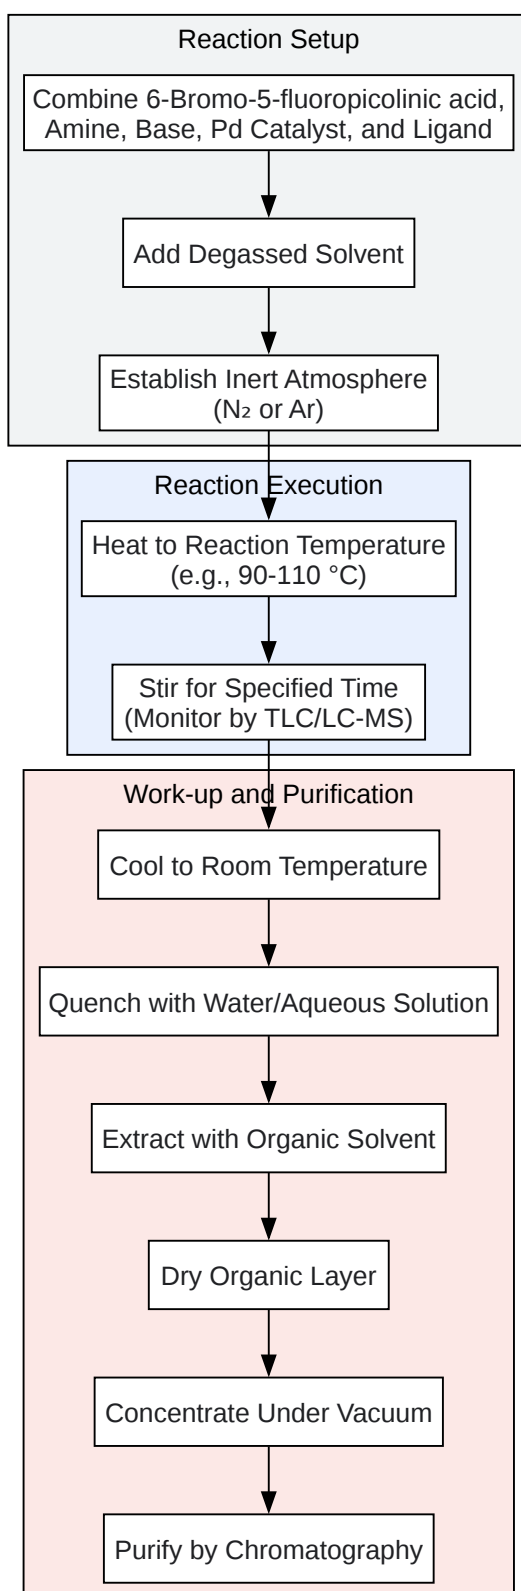 Reaction Setup
Combine 6-Bromo-5-fluoropicolinic acid,
Amine, Base, Pd Catalyst, and Ligand
Add Degassed Solvent
Establish Inert Atmosphere
(N₂ or Ar)
Reaction Execution
Heat to Reaction Temperature
(e.g., 90-110 °C)
Stir for Specified Time
(Monitor by TLC/LC-MS)
Work-up and Purification
Cool to Room Temperature
Quench with Water/Aqueous Solution
Extract with Organic Solvent
Dry Organic Layer
Concentrate Under Vacuum
Purify by Chromatography